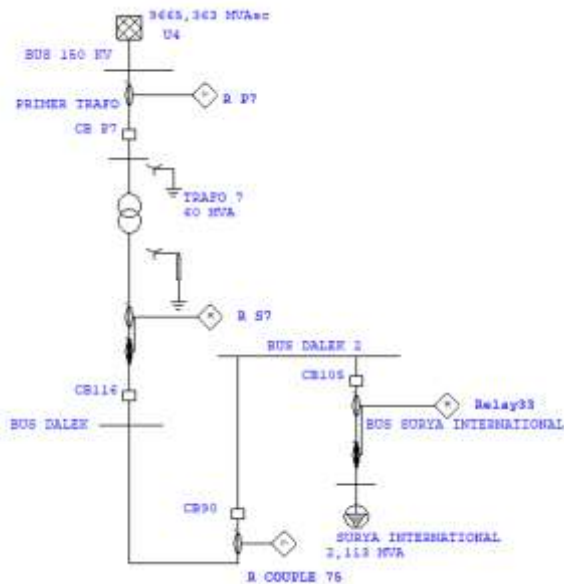 9665,363 MVAsc
U4
BUS 150 KV
R P7
PRIMER TRAFO
CB P7
TRAFO 7
60 MVA
R S7
BUS DALEK 2
CB116
CB105
Relay33
BUS DALEK
BUS SURYA INTERNATIONAL
CB90
SURYA INTERNATIONAL
2,113 MVA
R COUPLE 76